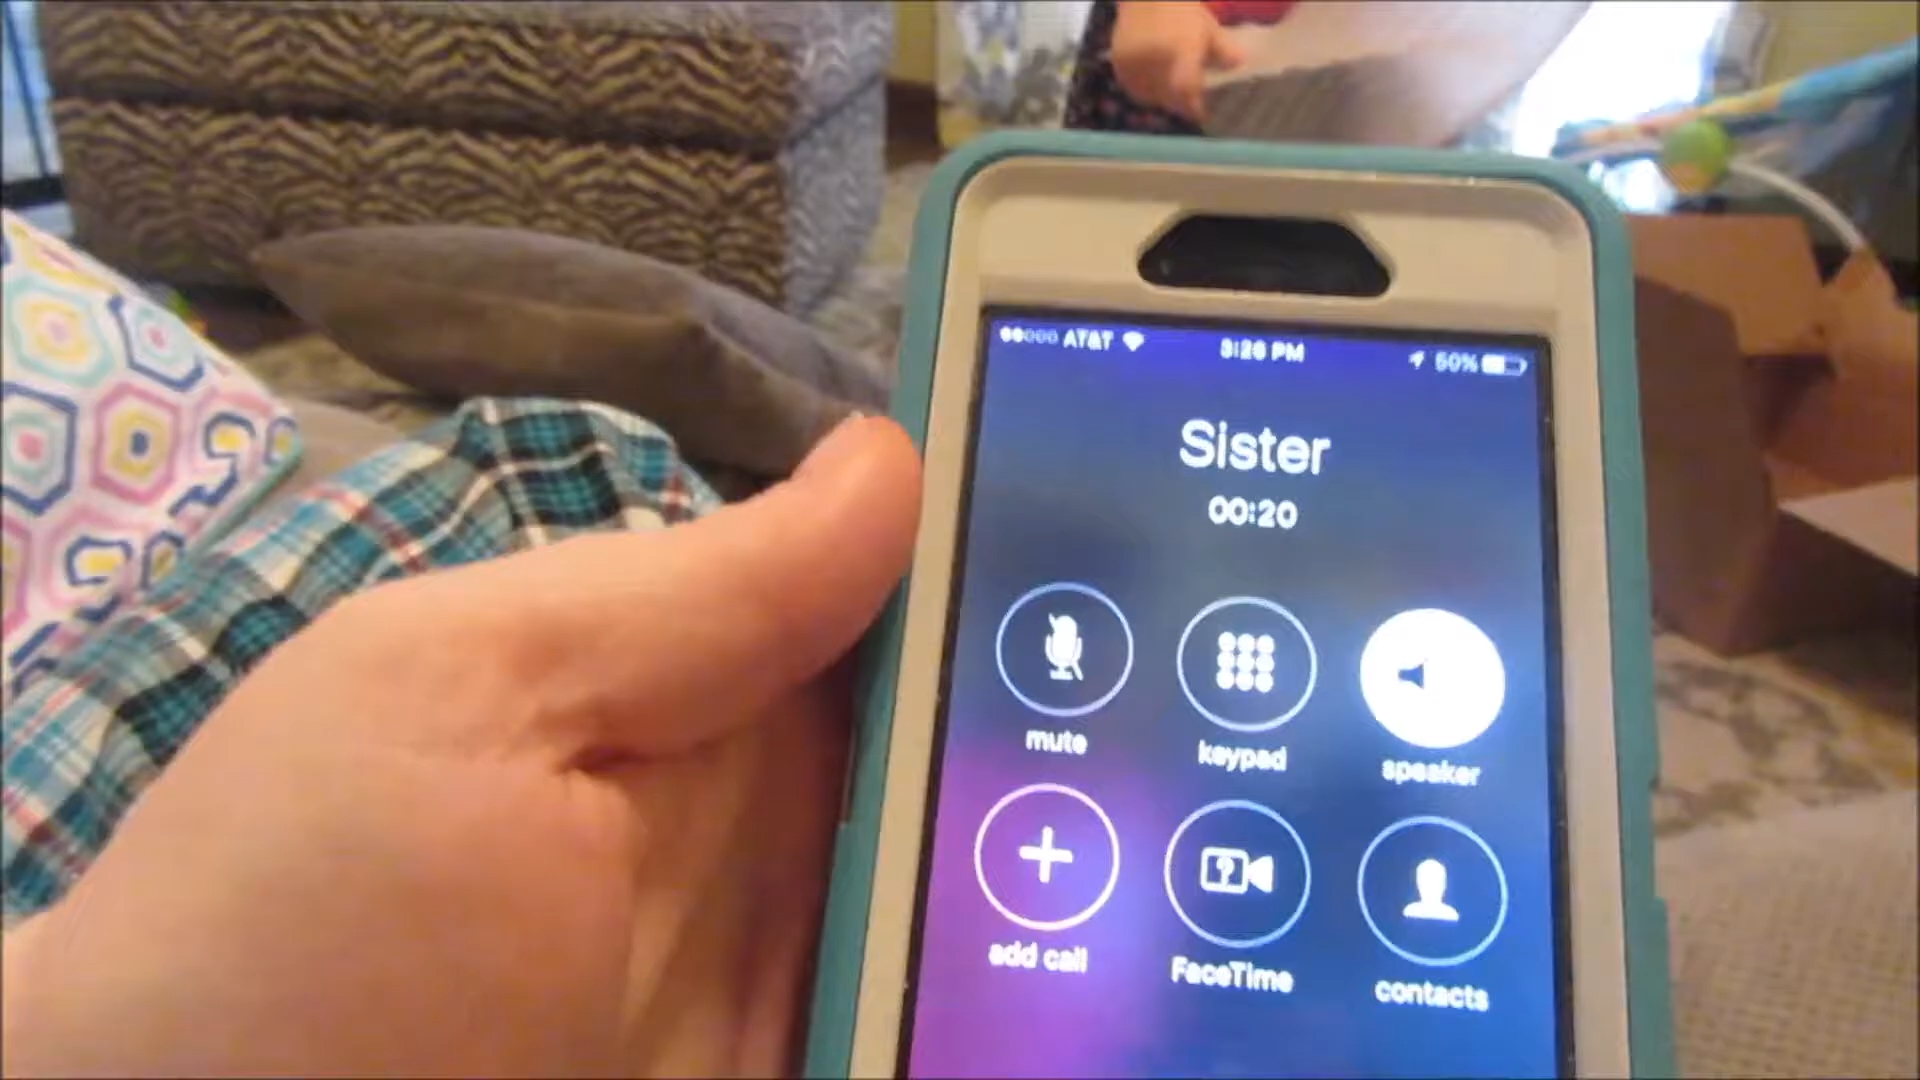 AT&T 3:26 PM 50%
Sister
00:20
mute keypad speaker
add call FaceTime contacts